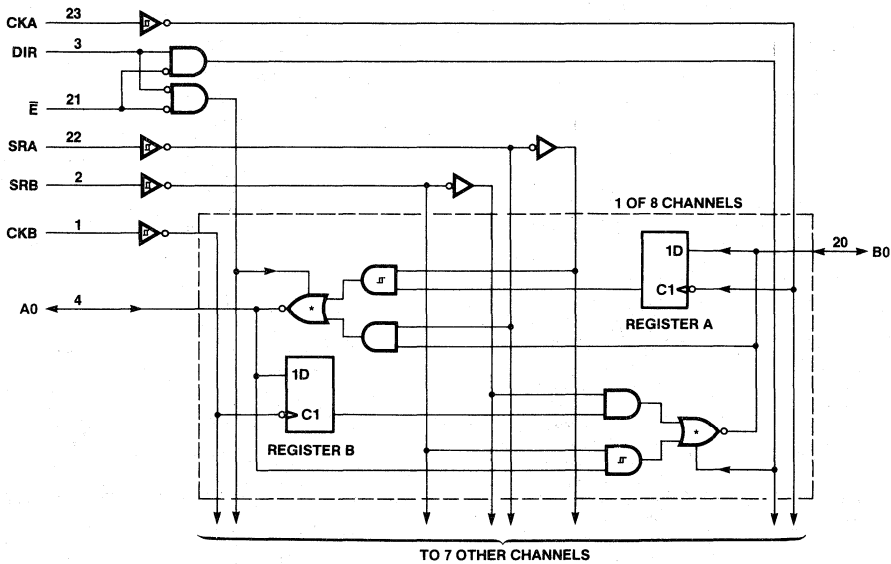 CKA 23
DIR 3
E̅ 21
SRA 22
SRB 2
CKB 1
1 OF 8 CHANNELS
20 B0
1D
C1
REGISTER A
A0 4
*
1D
C1
REGISTER B
*
TO 7 OTHER CHANNELS